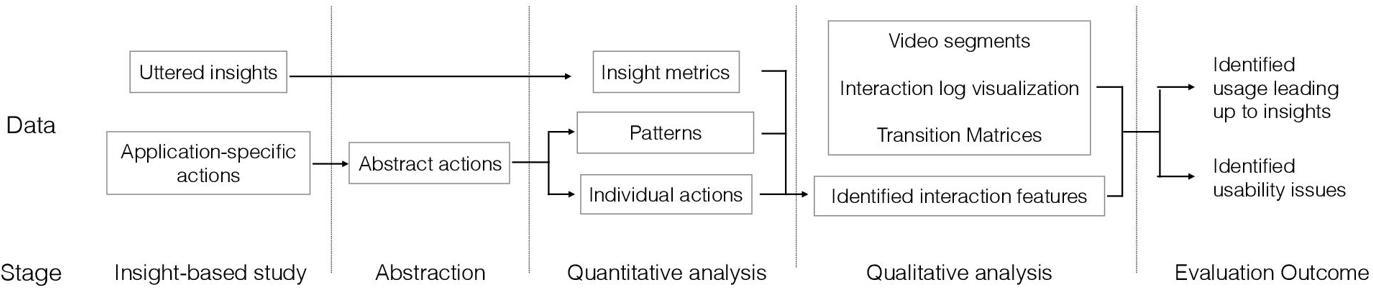 Data
Uttered insights
Application-specific
actions
Abstract actions
Insight metrics
Patterns
Individual actions
Video segments
Interaction log visualization
Transition Matrices
Identified interaction features
Identified
usage leading
up to insights
Identified
usability issues
Stage
Insight-based study
Abstraction
Quantitative analysis
Qualitative analysis
Evaluation Outcome